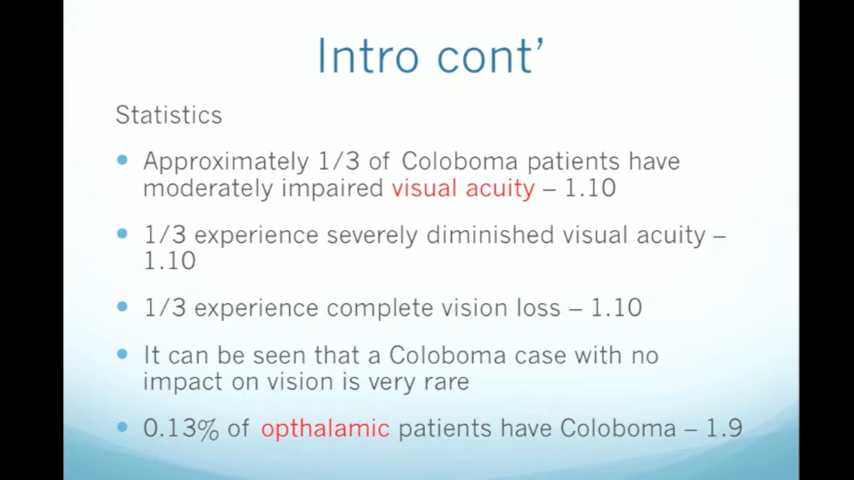 Intro cont’
Statistics
• Approximately 1/3 of Coloboma patients have
moderately impaired visual acuity – 1.10
• 1/3 experience severely diminished visual acuity –
1.10
• 1/3 experience complete vision loss – 1.10
• It can be seen that a Coloboma case with no
impact on vision is very rare
• 0.13% of opthalamic patients have Coloboma – 1.9